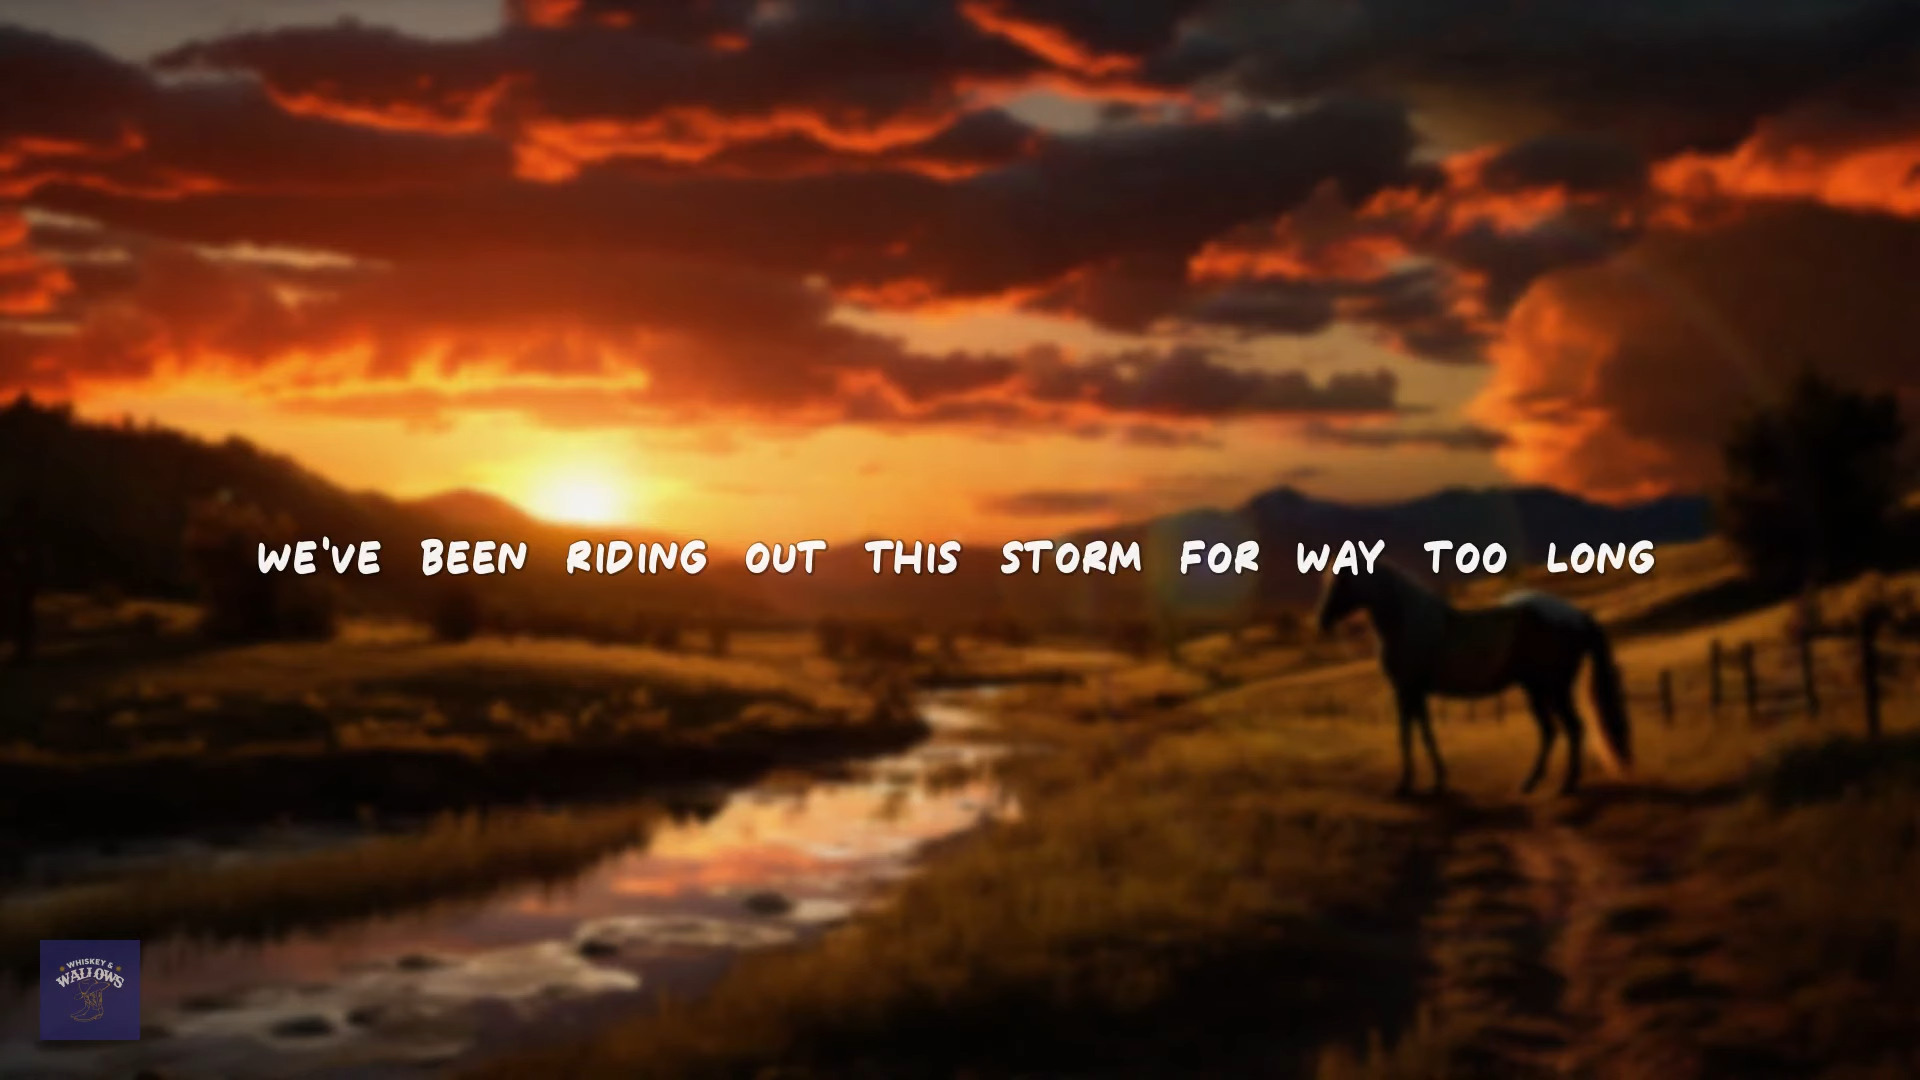 WE'VE BEEN RIDING OUT THIS STORM FOR WAY TOO LONG
WHISKEY &
WALLOWS